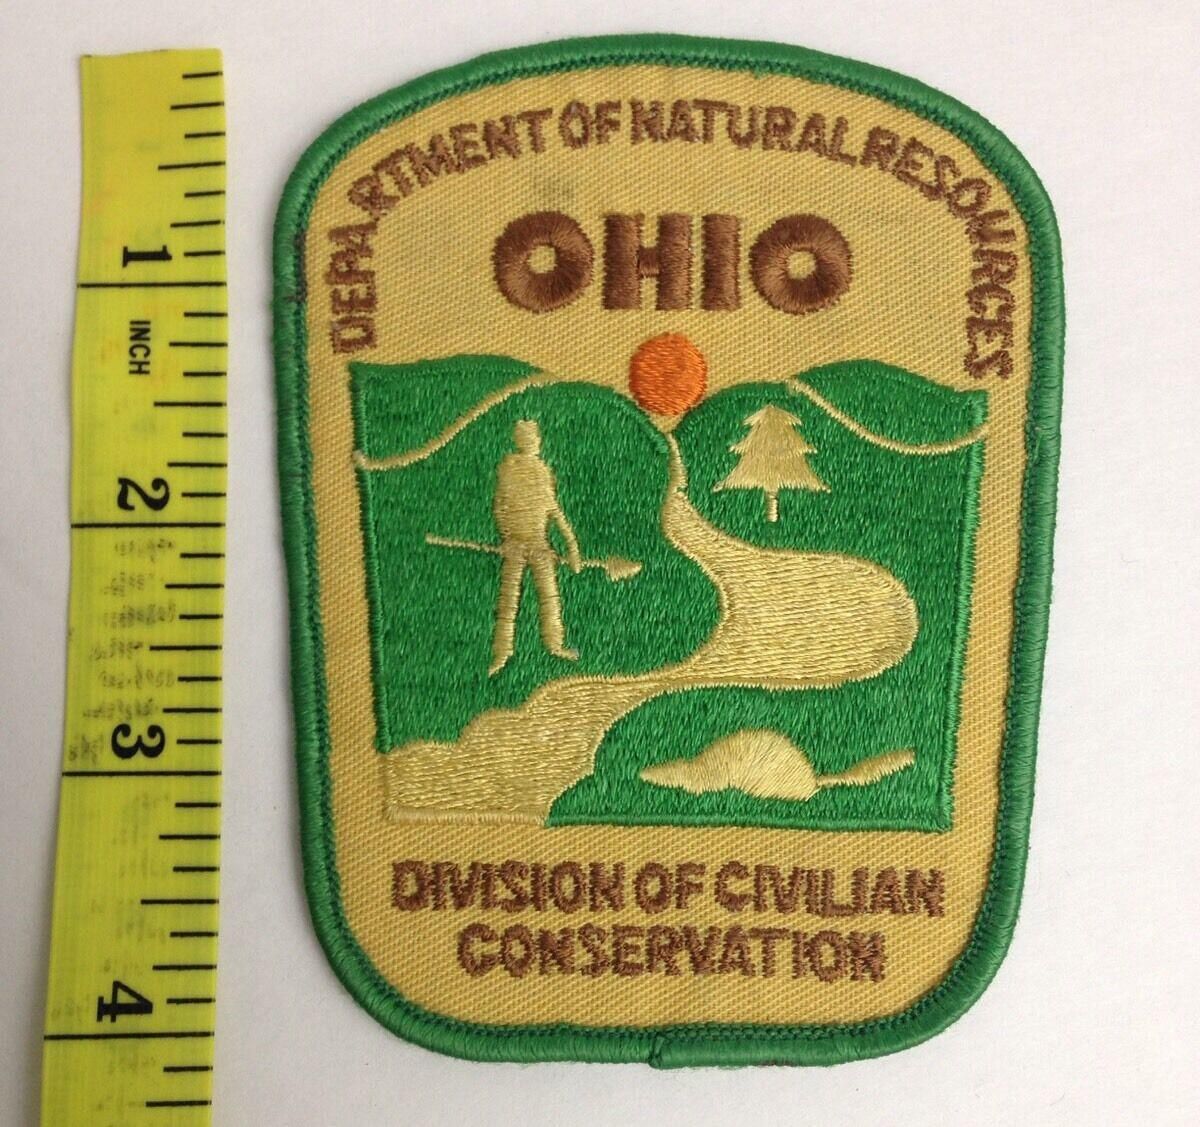 DEPARTMENT OF NATURAL RESOURCES
OHIO
DIVISION OF CIVILIAN
CONSERVATION
1
INCH
2
3
4